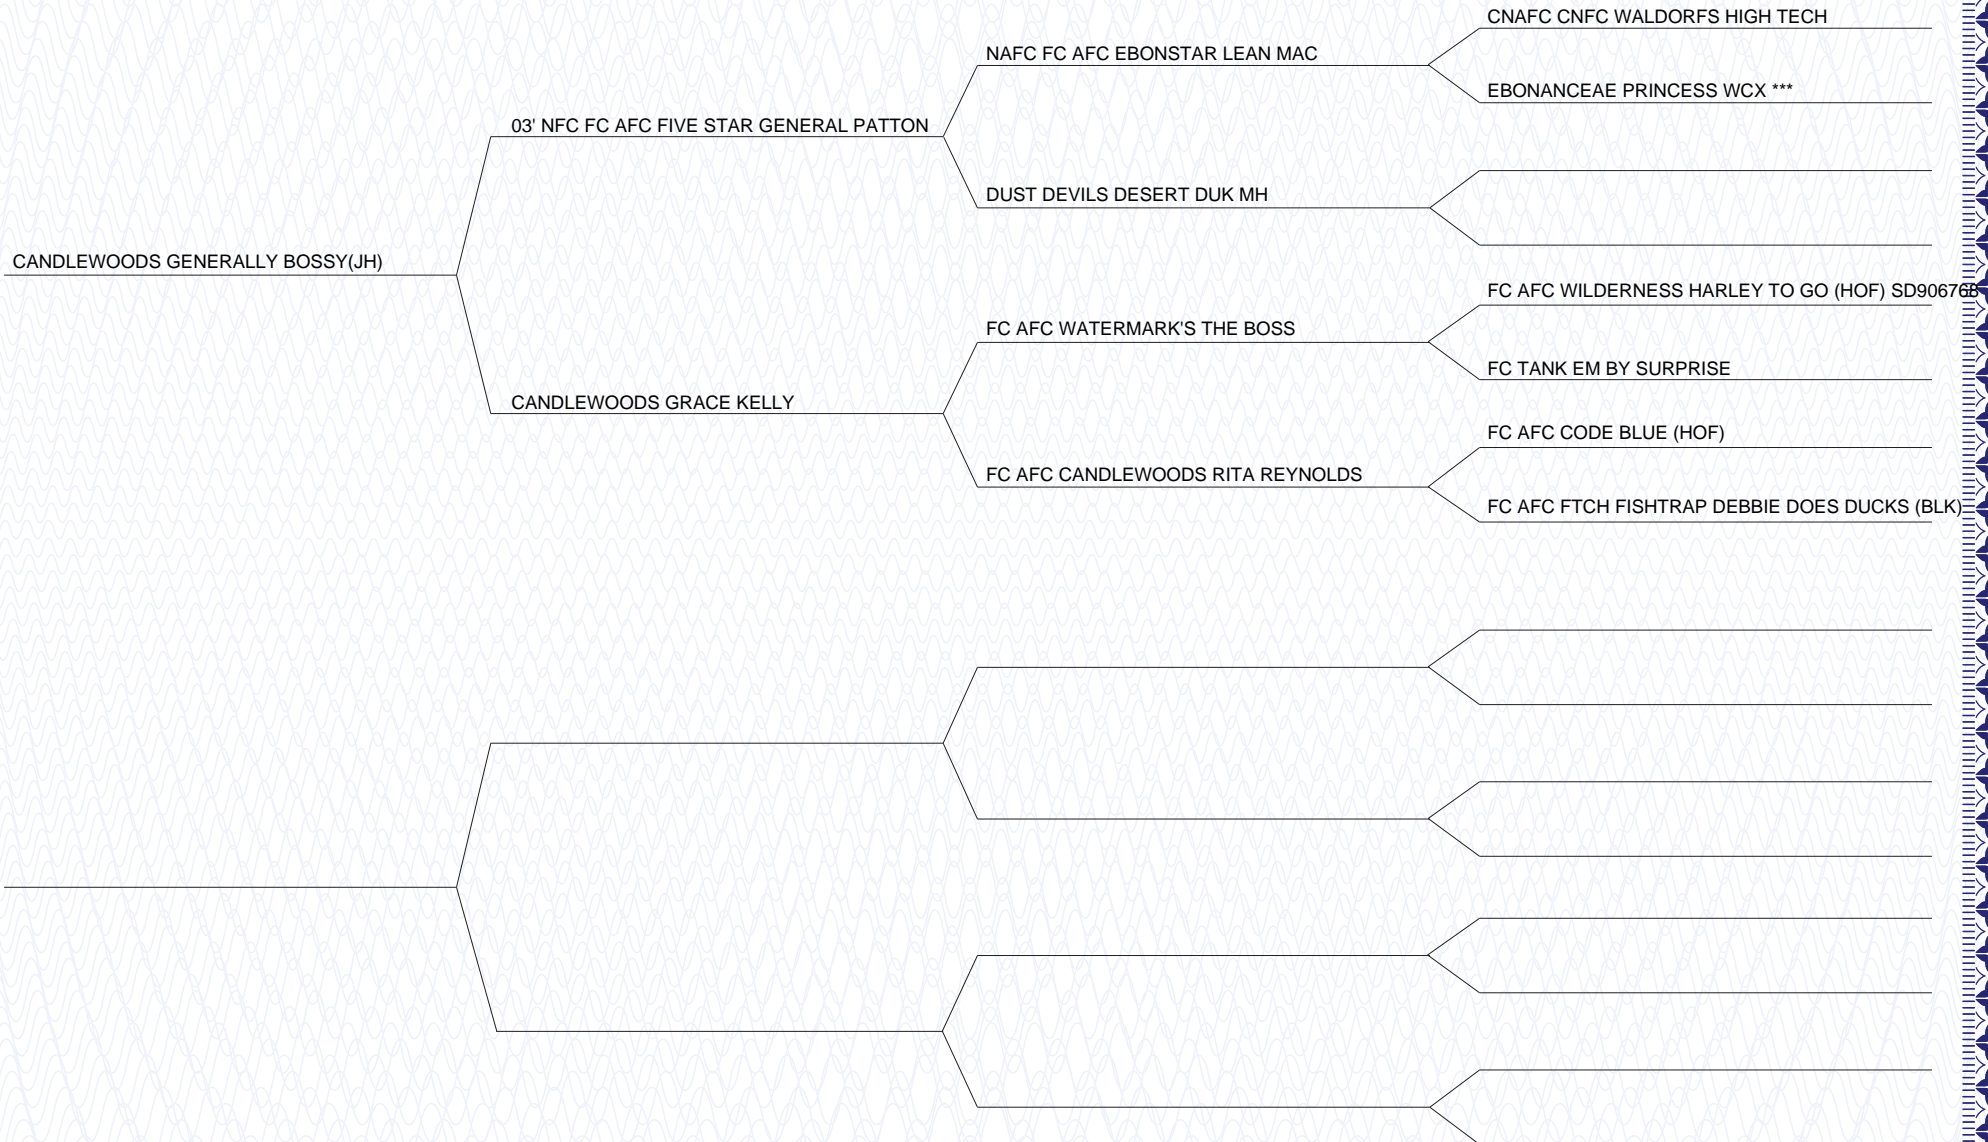 CNAFC CNFC WALDORFS HIGH TECH
NAFC FC AFC EBONSTAR LEAN MAC
EBONANCEAE PRINCESS WCX ***
03' NFC FC AFC FIVE STAR GENERAL PATTON
DUST DEVILS DESERT DUK MH
CANDLEWOODS GENERALLY BOSSY(JH)
FC AFC WILDERNESS HARLEY TO GO (HOF) SD906768
FC AFC WATERMARK'S THE BOSS
FC TANK EM BY SURPRISE
CANDLEWOODS GRACE KELLY
FC AFC CODE BLUE (HOF)
FC AFC CANDLEWOODS RITA REYNOLDS
FC AFC FTCH FISHTRAP DEBBIE DOES DUCKS (BLK)